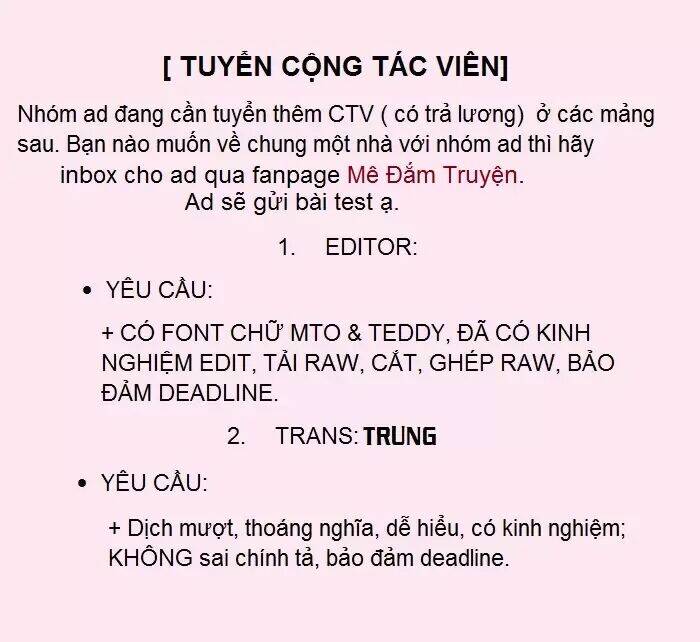 [ TUYỂN CỘNG TÁC VIÊN]
Nhóm ad đang cần tuyển thêm CTV ( có trả lương) ở các mảng
sau. Bạn nào muốn về chung một nhà với nhóm ad thì hãy
inbox cho ad qua fanpage Mê Đắm Truyện.
Ad sẽ gửi bài test ạ.
1. EDITOR:
• YÊU CẦU:
+ CÓ FONT CHỮ MTO & TEDDY, ĐÃ CÓ KINH
NGHIỆM EDIT, TẢI RAW, CẮT, GHÉP RAW, BẢO
ĐẢM DEADLINE.
2. TRANS: TRUNG
• YÊU CẦU:
+ Dịch mượt, thoáng nghĩa, dễ hiểu, có kinh nghiệm;
KHÔNG sai chính tả, bảo đảm deadline.